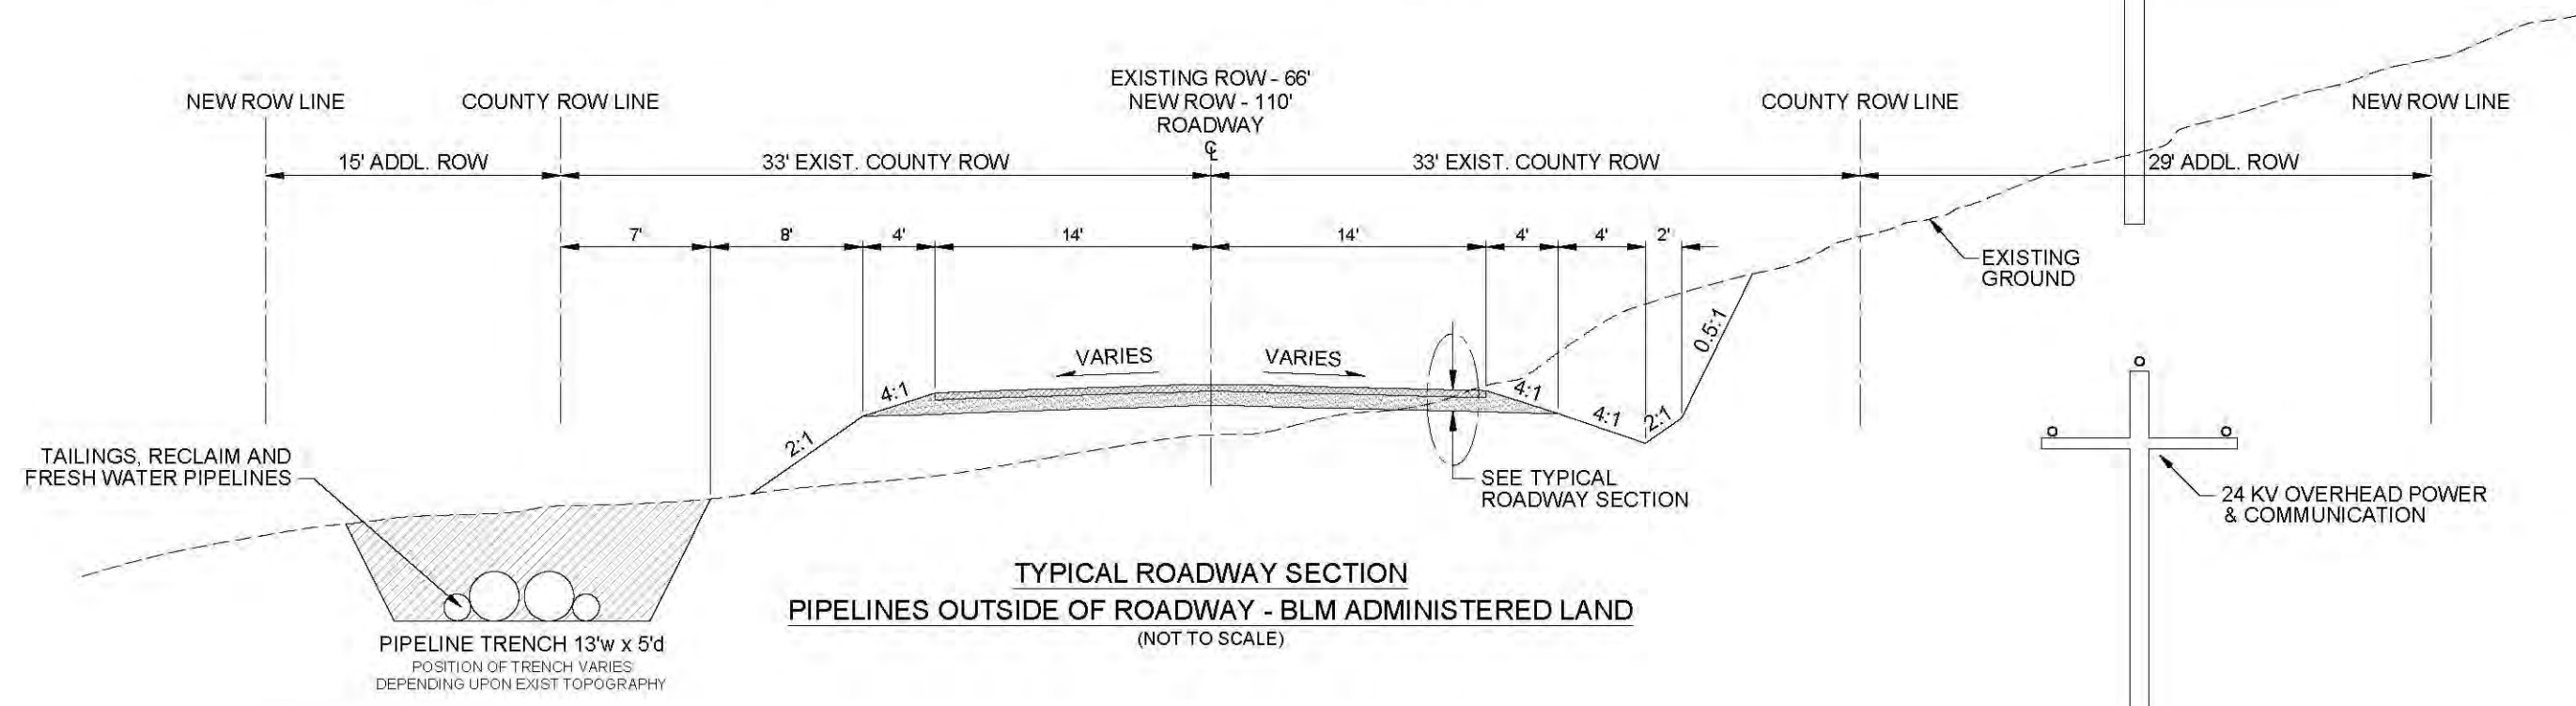 EXISTING ROW - 66'
NEW ROW - 110'
ROADWAY
℄
NEW ROW LINE
COUNTY ROW LINE
COUNTY ROW LINE
NEW ROW LINE
15' ADDL. ROW
33' EXIST. COUNTY ROW
33' EXIST. COUNTY ROW
29' ADDL. ROW
7'
8'
4'
14'
14'
4'
4'
2'
EXISTING
GROUND
VARIES
VARIES
4:1
2:1
4:1
4:1
2:1
0.5:1
TAILINGS, RECLAIM AND
FRESH WATER PIPELINES
SEE TYPICAL
ROADWAY SECTION
24 KV OVERHEAD POWER
& COMMUNICATION
TYPICAL ROADWAY SECTION
PIPELINES OUTSIDE OF ROADWAY - BLM ADMINISTERED LAND
(NOT TO SCALE)
PIPELINE TRENCH 13'w x 5'd
POSITION OF TRENCH VARIES
DEPENDING UPON EXIST TOPOGRAPHY